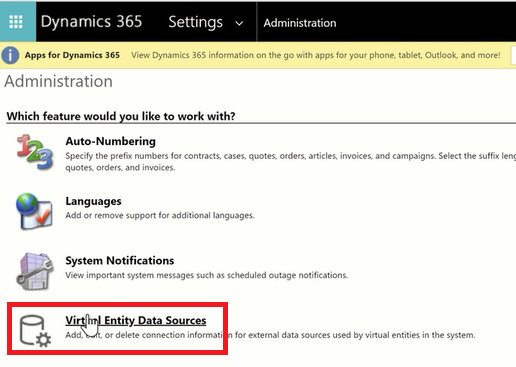 Dynamics 365 Settings Administration
Apps for Dynamics 365 View Dynamics 365 information on the go with apps for your phone, tablet, Outlook, and more!
Administration
Which feature would you like to work with?
123
Auto-Numbering
Specify the prefix numbers for contracts, cases, quotes, orders, articles, invoices, and campaigns. Select the suffix
quotes, orders, and invoices.
Languages
Add or remove support for additional languages.
System Notifications
View important system messages such as scheduled outage notifications.
Virtual Entity Data Sources
Add, edit, or delete connection information for external data sources used by virtual entities in the system.